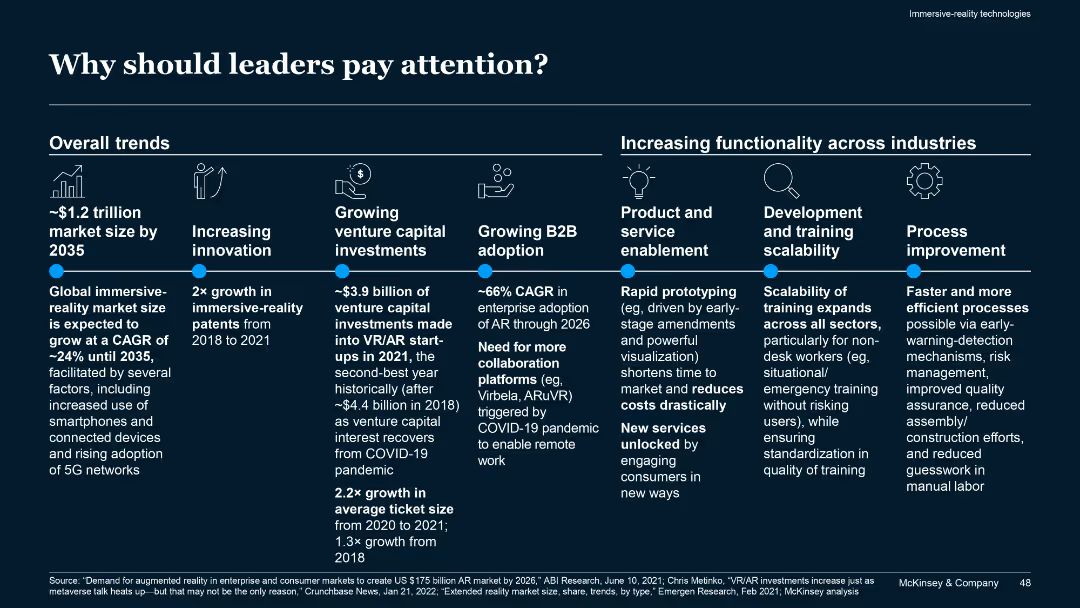 Immersive-reality technologies
Why should leaders pay attention?
Overall trends
~$1.2 trillion
market size by
2035
Global immersive-
reality market size
is expected to
grow at a CAGR of
~24% until 2035,
facilitated by several
factors, including
increased use of
smartphones and
connected devices
and rising adoption
of 5G networks
Increasing
innovation
2× growth in
immersive-reality
patents from
2018 to 2021
$
Growing
venture capital
investments
~$3.9 billion of
venture capital
investments made
into VR/AR start-
ups in 2021, the
second-best year
historically (after
~$4.4 billion in 2018)
as venture capital
interest recovers
from COVID-19
pandemic
2.2× growth in
average ticket size
from 2020 to 2021;
1.3× growth from
2018
Growing B2B
adoption
~66% CAGR in
enterprise adoption
of AR through 2026
Need for more
collaboration
platforms (eg,
Virbela, ARuVR)
triggered by
COVID-19 pandemic
to enable remote
work
Increasing functionality across industries
Product and
service
enablement
Rapid prototyping
(eg, driven by early-
stage amendments
and powerful
visualization)
shortens time to
market and reduces
costs drastically
New services
unlocked by
engaging
consumers in
new ways
Development
and training
scalability
Scalability of
training expands
across all sectors,
particularly for non-
desk workers (eg,
situational/
emergency training
without risking
users), while
ensuring
standardization in
quality of training
Process
improvement
Faster and more
efficient processes
possible via early-
warning-detection
mechanisms, risk
management,
improved quality
assurance, reduced
assembly/
construction efforts,
and reduced
guesswork in
manual labor
Source: “Demand for augmented reality in enterprise and consumer markets to create US $175 billion AR market by 2026,” ABI Research, June 10, 2021; Chris Metinko, “VR/AR investments increase just as
metaverse talk heats up—but that may not be the only reason,” Crunchbase News, Jan 21, 2022; “Extended reality market size, share, trends, by type,” Emergen Research, Feb 2021; McKinsey analysis
McKinsey & Company 48